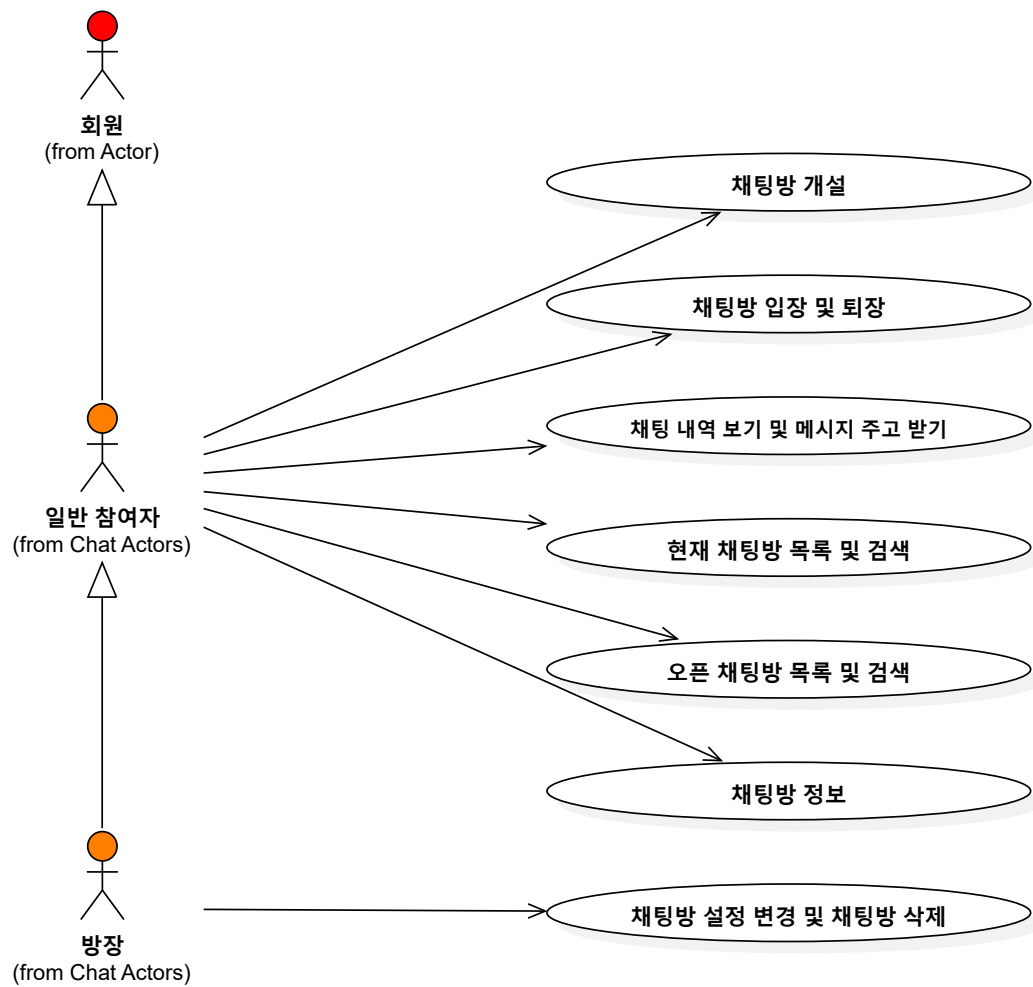 회원
(from Actor)
채팅방 개설
채팅방 입장 및 퇴장
채팅 내역 보기 및 메시지 주고 받기
일반 참여자
(from Chat Actors)
현재 채팅방 목록 및 검색
오픈 채팅방 목록 및 검색
채팅방 정보
방장
(from Chat Actors)
채팅방 설정 변경 및 채팅방 삭제